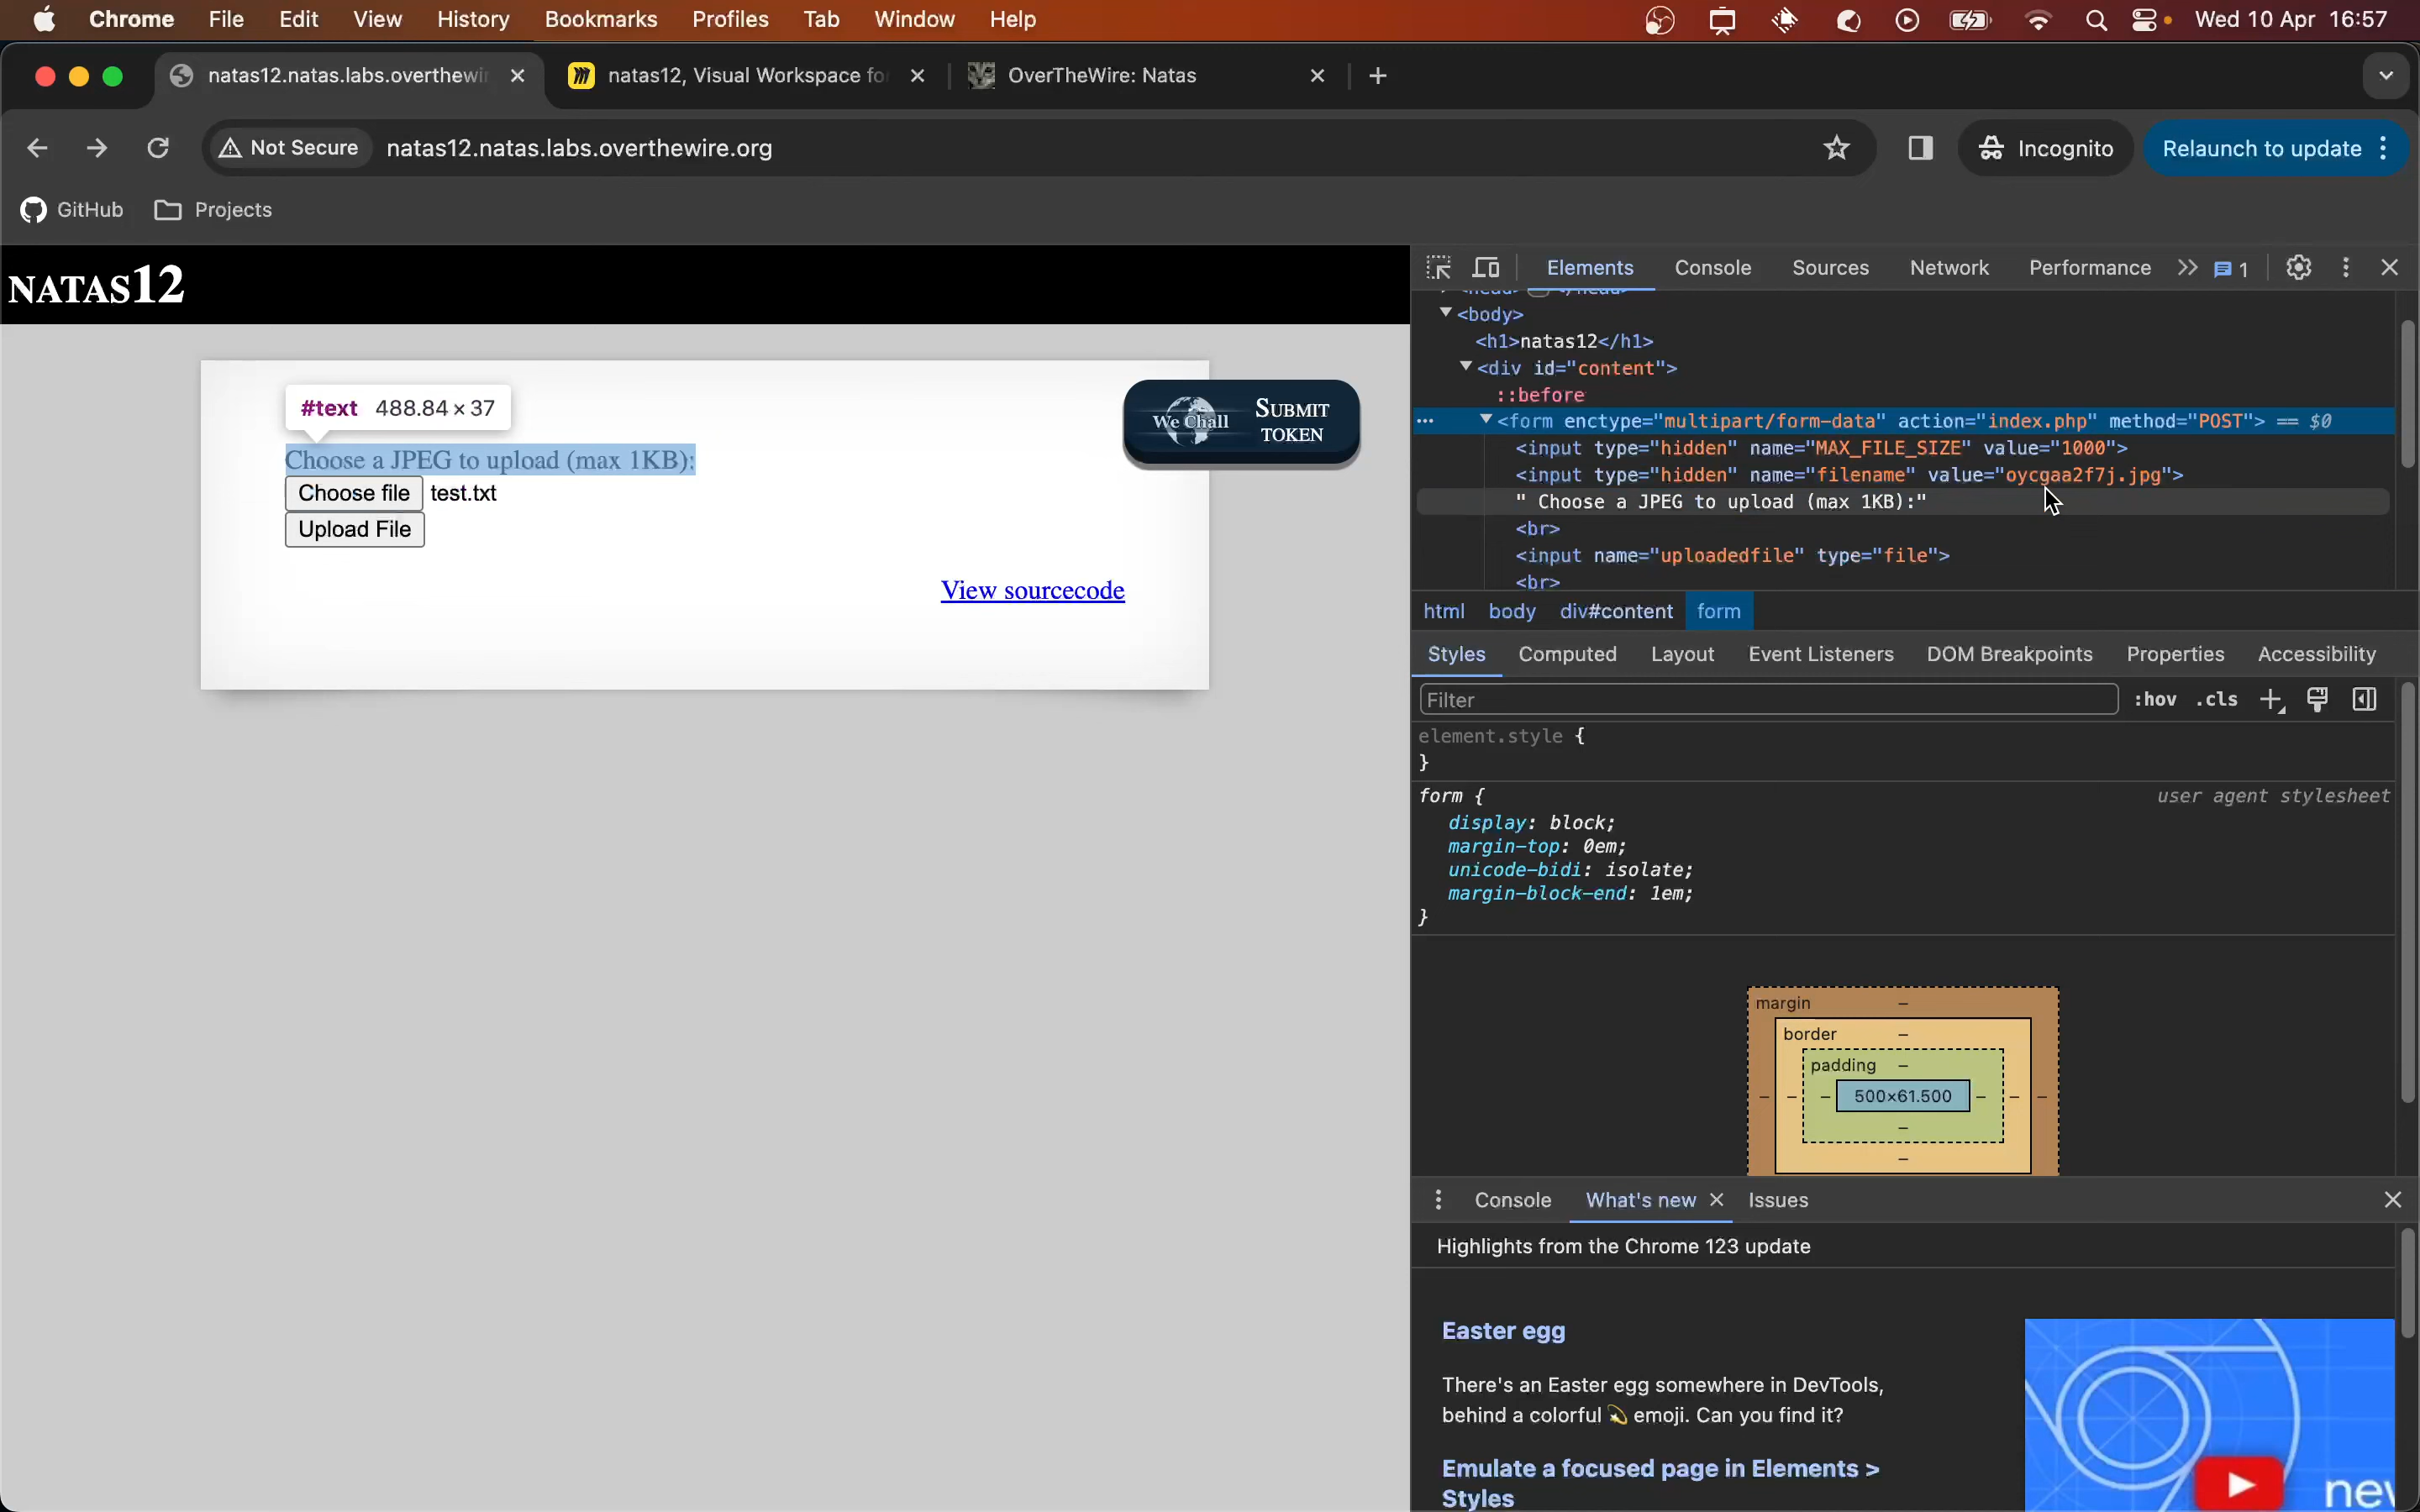 Chrome File Edit View History Bookmarks Profiles Tab Window Help Wed 10 Apr 16:57
natas12.natas.labs.overthewir natas12, Visual Workspace for OverTheWire: Natas
Not Secure natas12.natas.labs.overthewire.org Incognito Relaunch to update
GitHub Projects
NATAS12
#text 488.84 × 37
Choose a JPEG to upload (max 1KB):
Choose file test.txt
Upload File
View sourcecode
We Chall SUBMIT TOKEN
Elements Console Sources Network Performance 1
<body>
<h1>natas12</h1>
<div id="content">
::before
<form enctype="multipart/form-data" action="index.php" method="POST"> == $0
<input type="hidden" name="MAX_FILE_SIZE" value="1000">
<input type="hidden" name="filename" value="oycgaa2f7j.jpg">
" Choose a JPEG to upload (max 1KB):"
<br>
<input name="uploadedfile" type="file">
<br>
html body div#content form
Styles Computed Layout Event Listeners DOM Breakpoints Properties Accessibility
Filter :hov .cls
element.style {
}
form { user agent stylesheet
display: block;
margin-top: 0em;
unicode-bidi: isolate;
margin-block-end: 1em;
}
margin –
border –
padding –
– – – 500×61.500 – – –
–
–
Console What's new Issues
Highlights from the Chrome 123 update
Easter egg
There's an Easter egg somewhere in DevTools,
behind a colorful 💫 emoji. Can you find it?
Emulate a focused page in Elements >
Styles